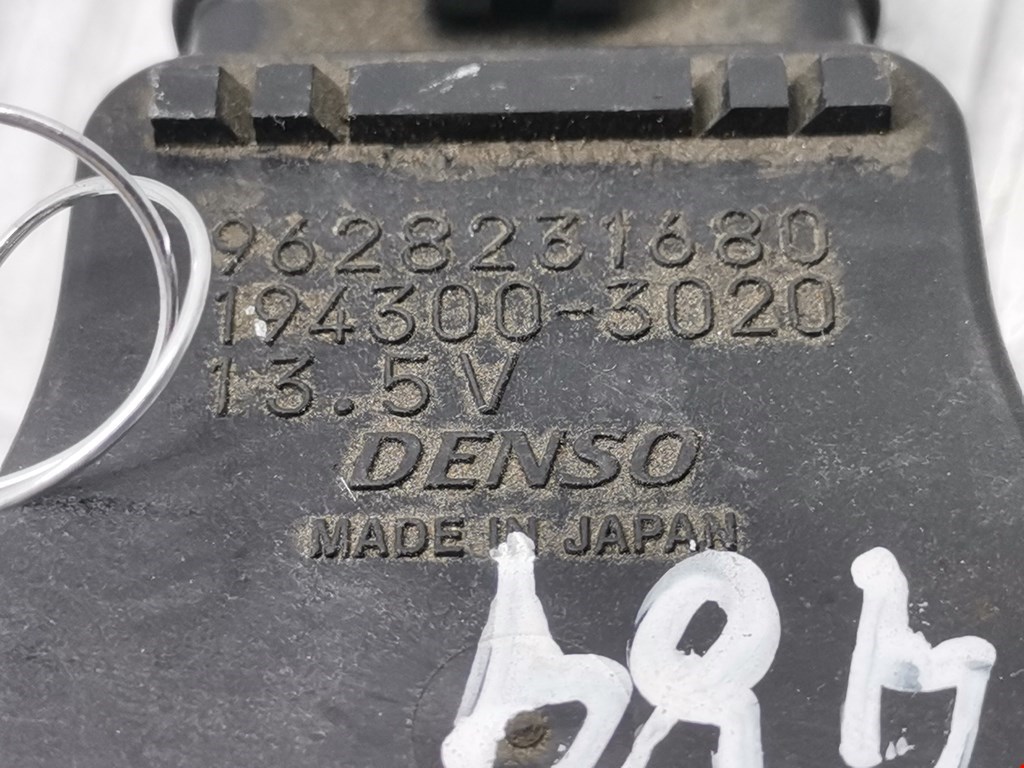 9628231680
194300-3020
13.5V
DENSO
MADE IN JAPAN